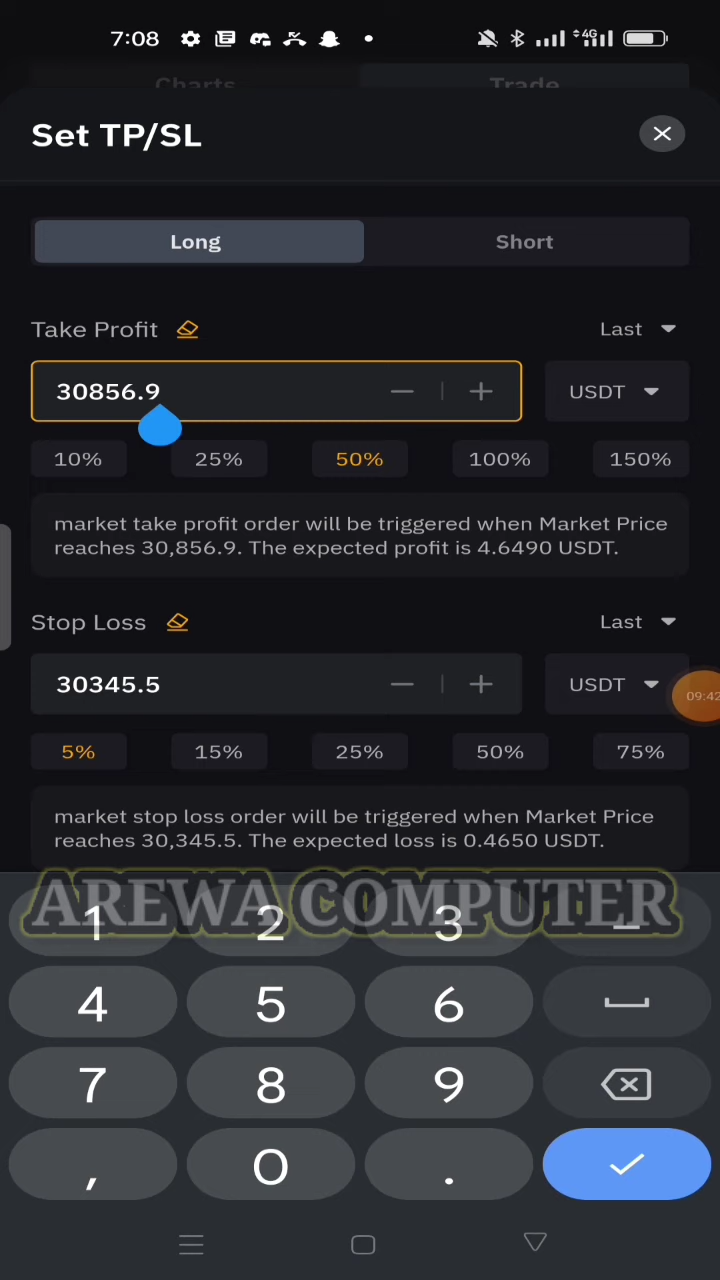 7:08
4G
Charts Trade
Set TP/SL
Long Short
Take Profit Last
30856.9 — | + USDT
10% 25% 50% 100% 150%
market take profit order will be triggered when Market Price
reaches 30,856.9. The expected profit is 4.6490 USDT.
Stop Loss Last
30345.5 — | + USDT
09:42
5% 15% 25% 50% 75%
market stop loss order will be triggered when Market Price
reaches 30,345.5. The expected loss is 0.4650 USDT.
AREWA COMPUTER
1 2 3 –
4 5 6
7 8 9
, 0 .